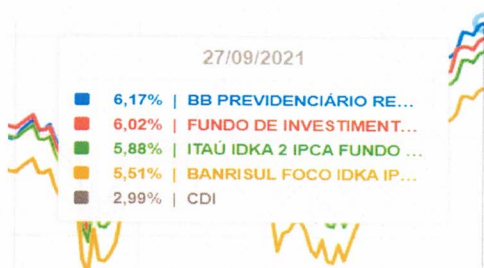 27/09/2021
6,17% | BB PREVIDENCIÁRIO RE...
6,02% | FUNDO DE INVESTIMENT...
5,88% | ITAÚ IDKA 2 IPCA FUNDO ...
5,51% | BANRISUL FOCO IDKA IP...
2,99% | CDI